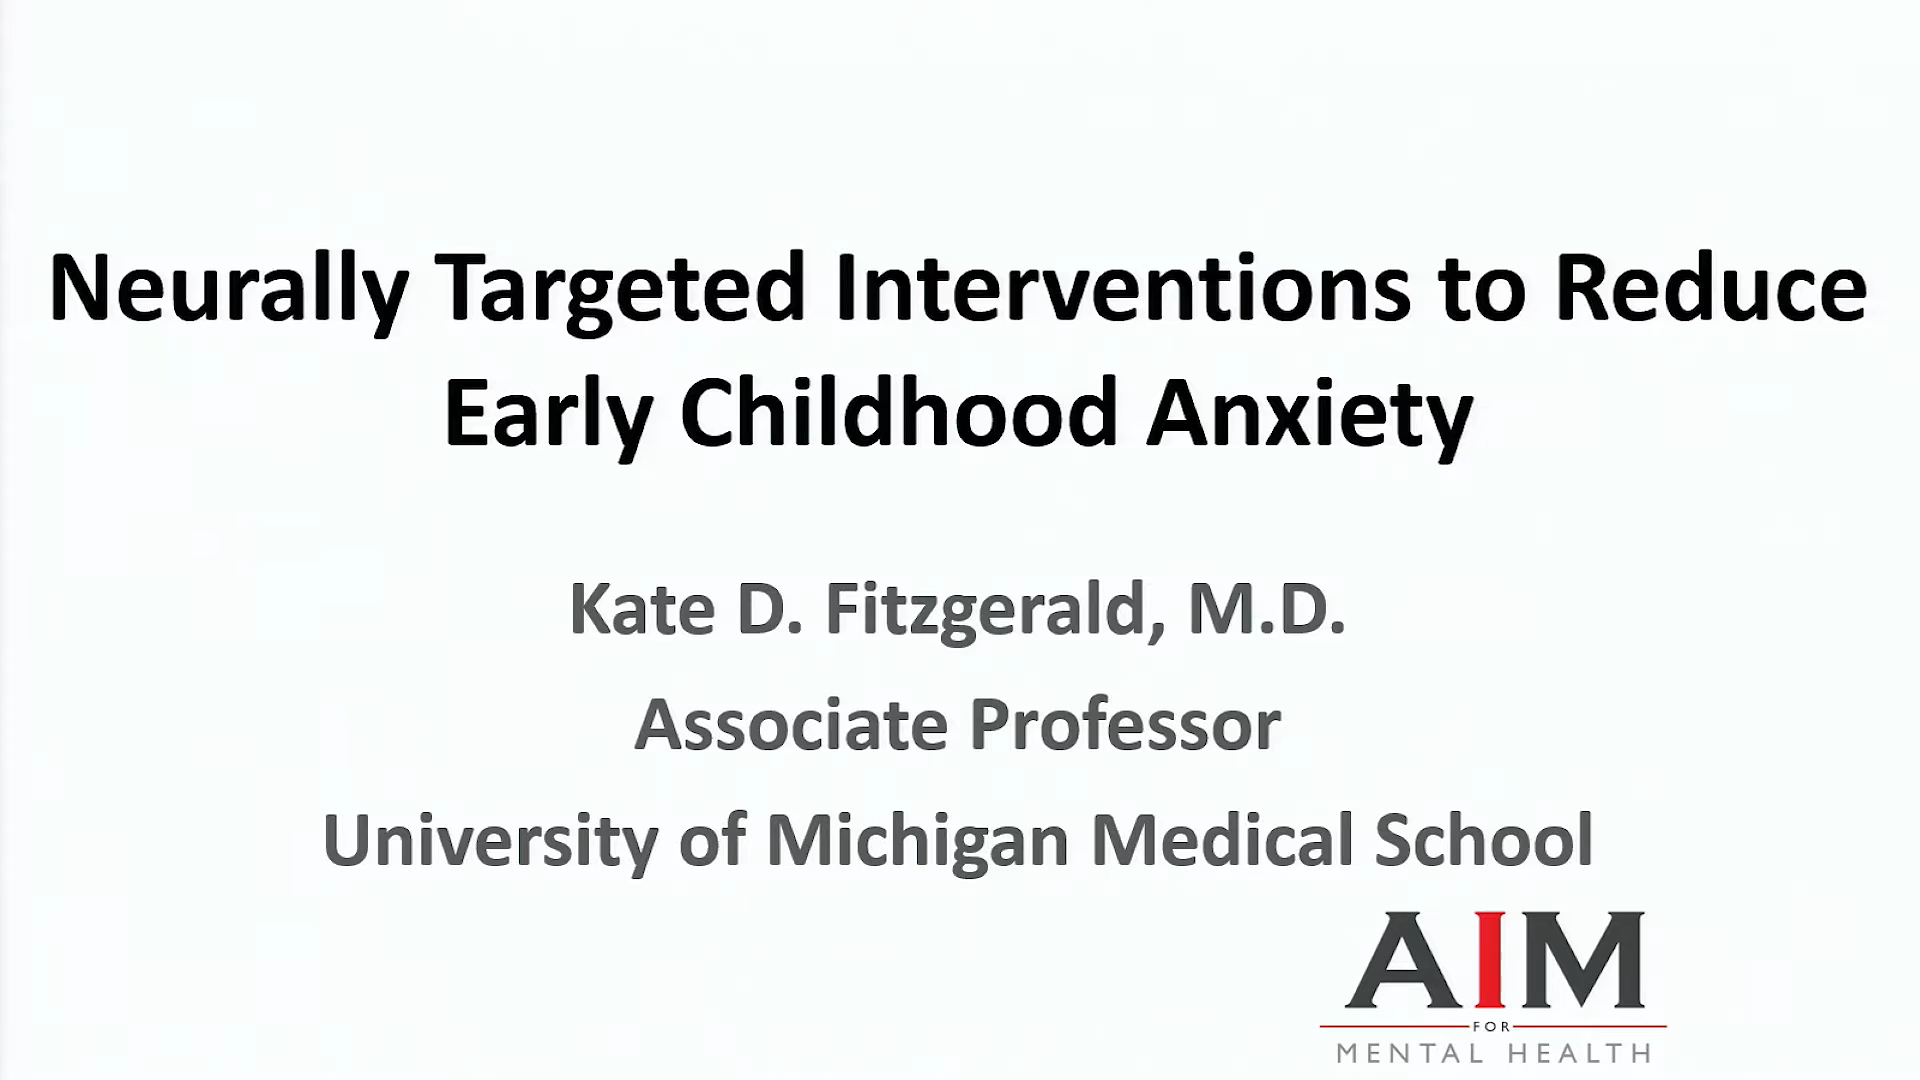 Neurally Targeted Interventions to Reduce
Early Childhood Anxiety
Kate D. Fitzgerald, M.D.
Associate Professor
University of Michigan Medical School
AIM
FOR
MENTAL HEALTH